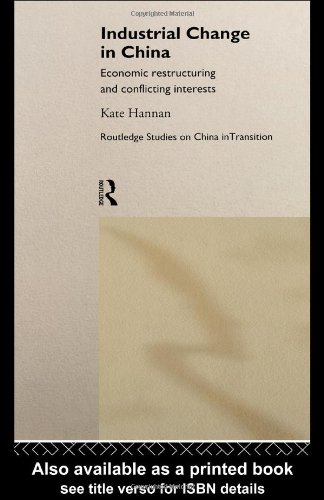 Industrial Change
in China
Economic restructuring
and conflicting interests
Kate Hannan
Routledge Studies on China inTransition
ROUTLEDGE
Also available as a printed book
see title verso for ISBN details